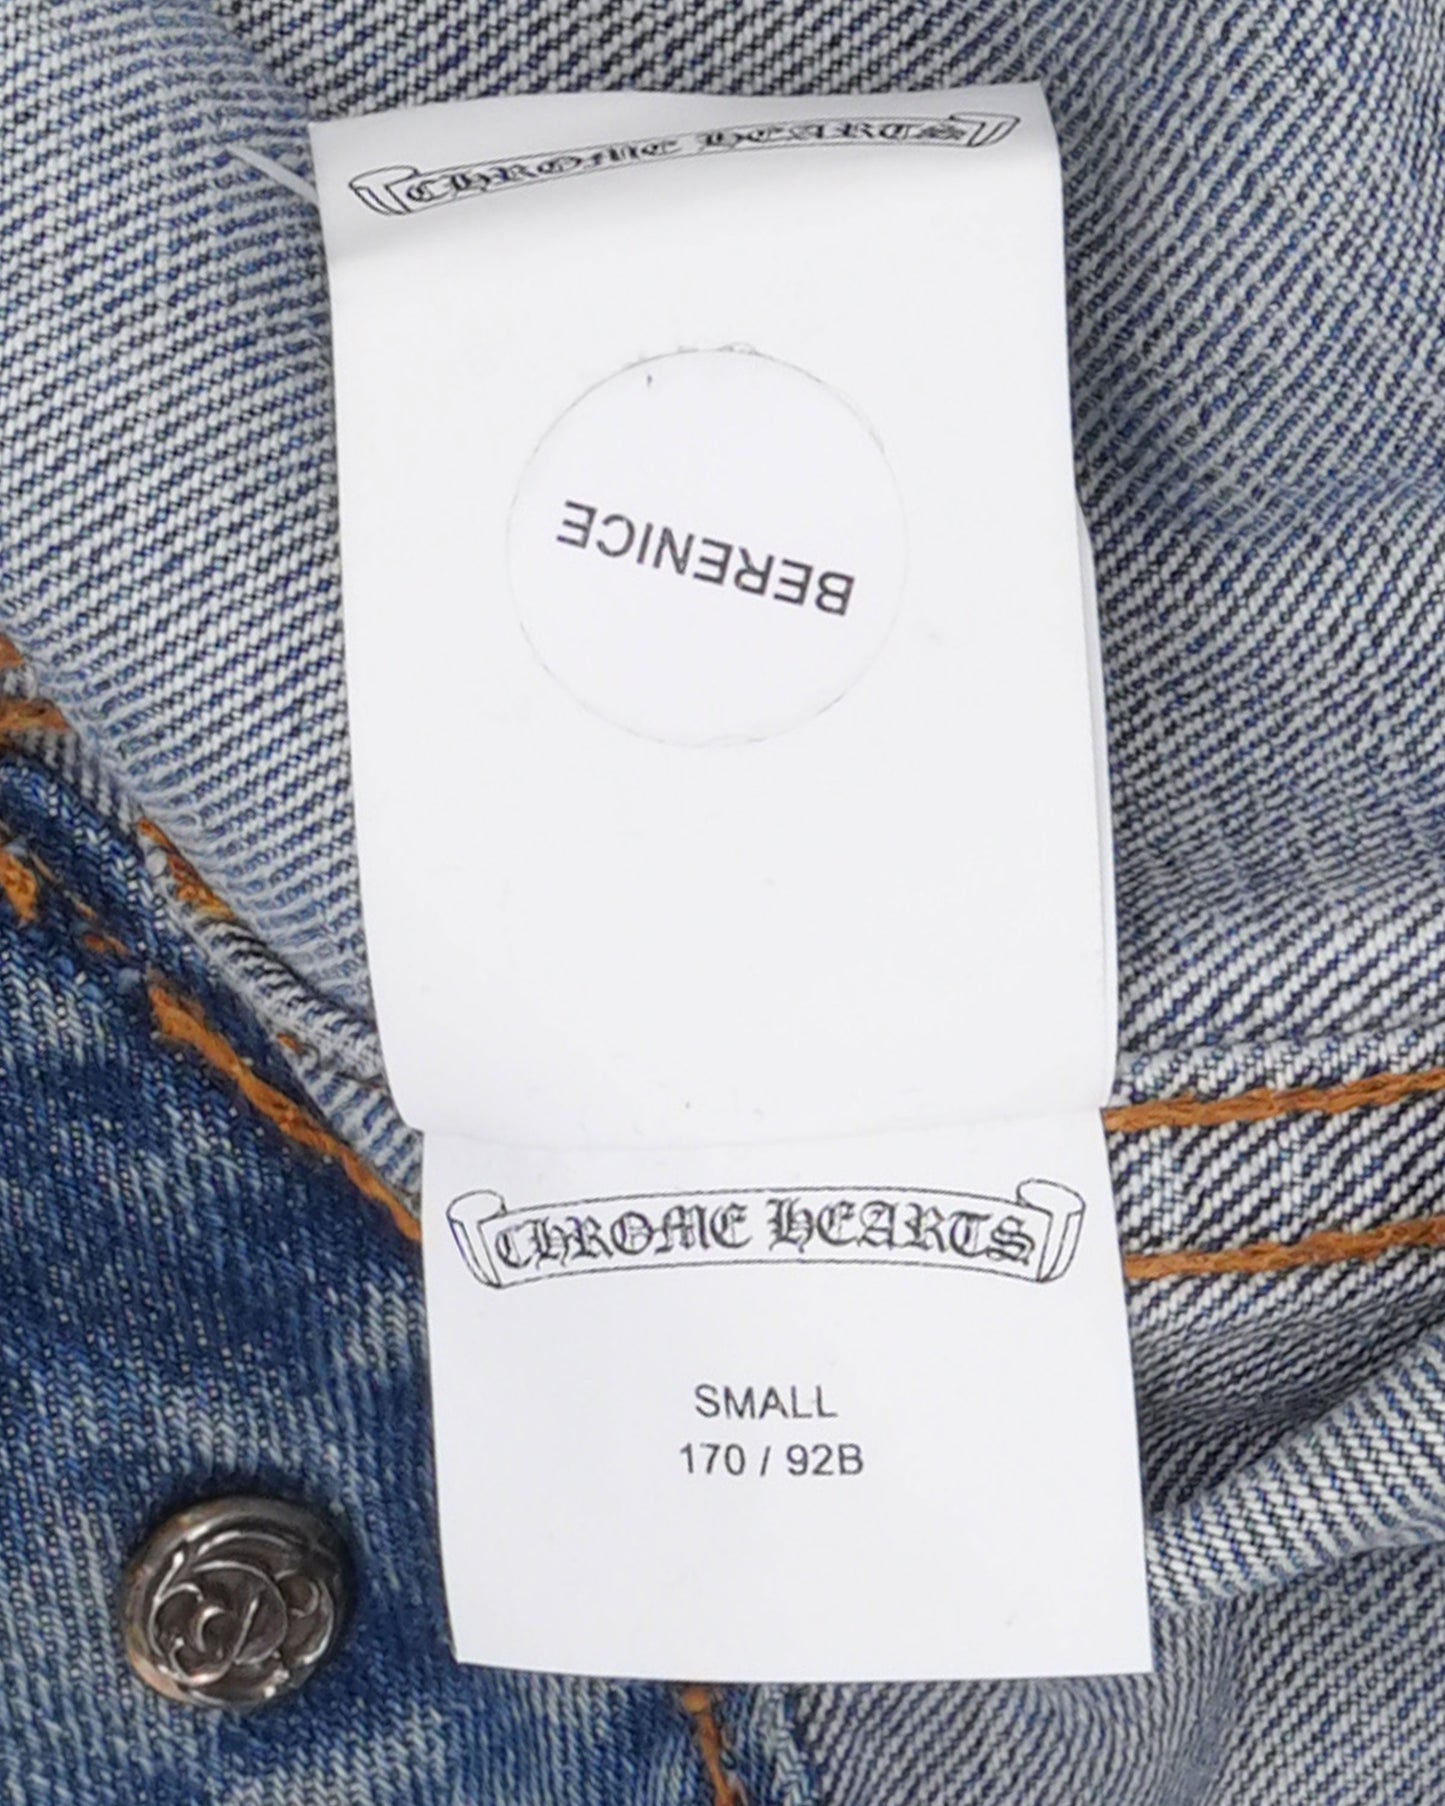 CHROME HEARTS
BERENICE
CHROME HEARTS
SMALL
170 / 92B